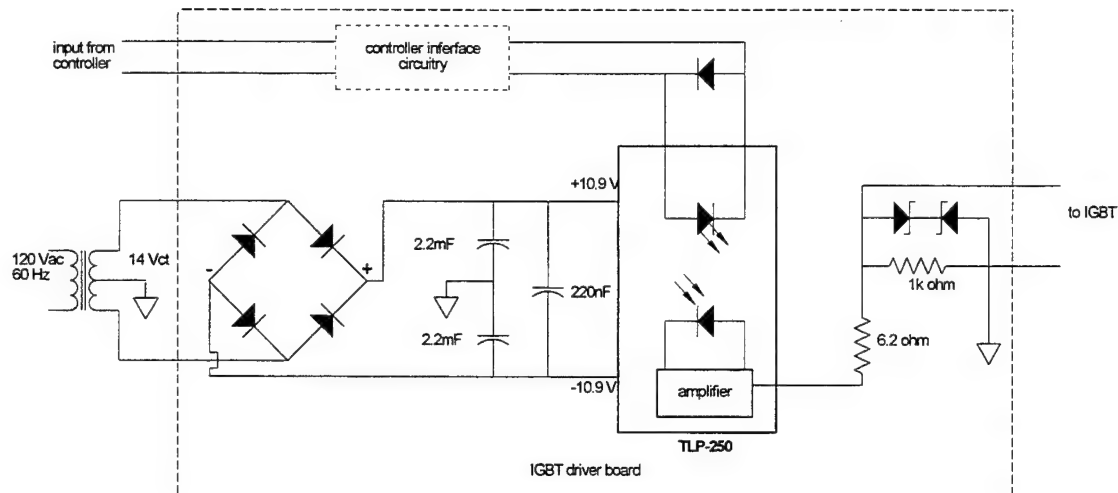 input from
controller
controller inferface
circuitry
+10.9 V
120 Vac
60 Hz
14 Vct
-
+
2.2mF
220nF
2.2mF
-10.9 V
amplifier
TLP-250
to IGBT
1k ohm
6.2 ohm
IGBT driver board